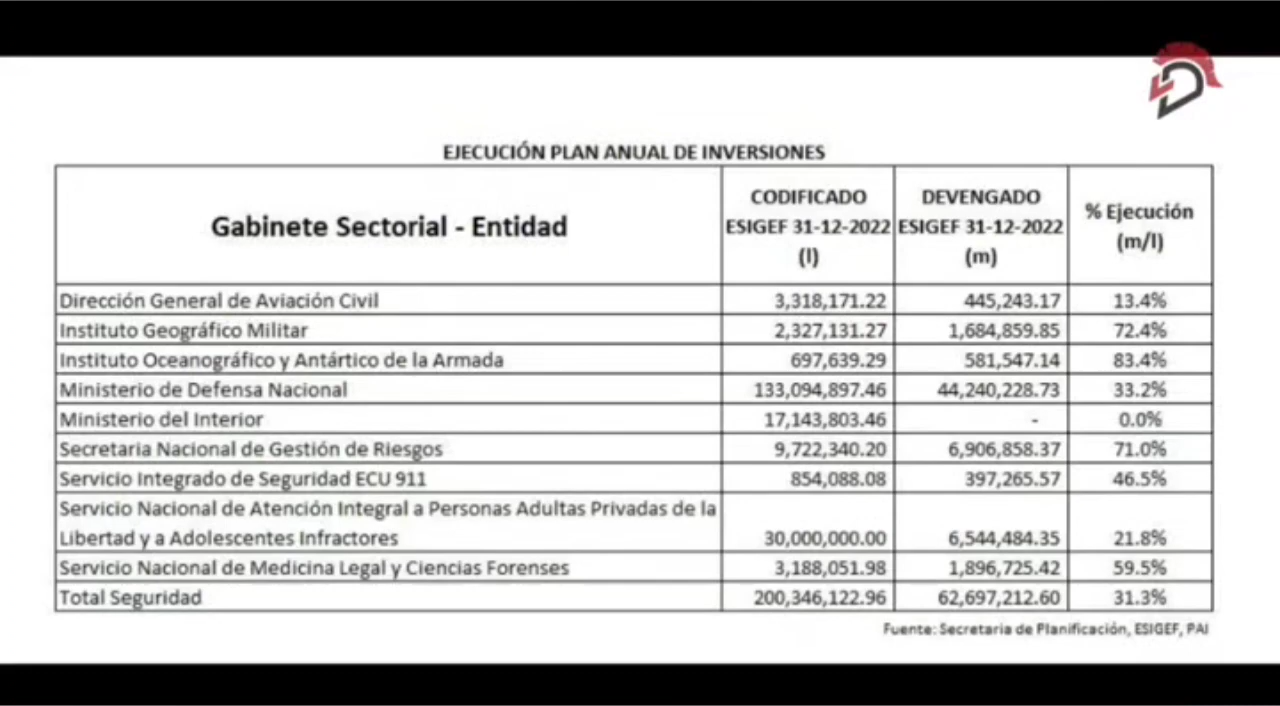 EJECUCIÓN PLAN ANUAL DE INVERSIONES
Gabinete Sectorial - Entidad
CODIFICADO
ESIGEF 31-12-2022
(l)
DEVENGADO
ESIGEF 31-12-2022
(m)
% Ejecución
(m/l)
Dirección General de Aviación Civil 3,318,171.22 445,243.17 13.4%
Instituto Geográfico Militar 2,327,131.27 1,684,859.85 72.4%
Instituto Oceanográfico y Antártico de la Armada 697,639.29 581,547.14 83.4%
Ministerio de Defensa Nacional 133,094,897.46 44,240,228.73 33.2%
Ministerio del Interior 17,143,803.46 - 0.0%
Secretaria Nacional de Gestión de Riesgos 9,722,340.20 6,906,858.37 71.0%
Servicio Integrado de Seguridad ECU 911 854,088.08 397,265.57 46.5%
Servicio Nacional de Atención Integral a Personas Adultas Privadas de la
Libertad y a Adolescentes Infractores 30,000,000.00 6,544,484.35 21.8%
Servicio Nacional de Medicina Legal y Ciencias Forenses 3,188,051.98 1,896,725.42 59.5%
Total Seguridad 200,346,122.96 62,697,212.60 31.3%
Fuente: Secretaria de Planificación, ESIGEF, PAI